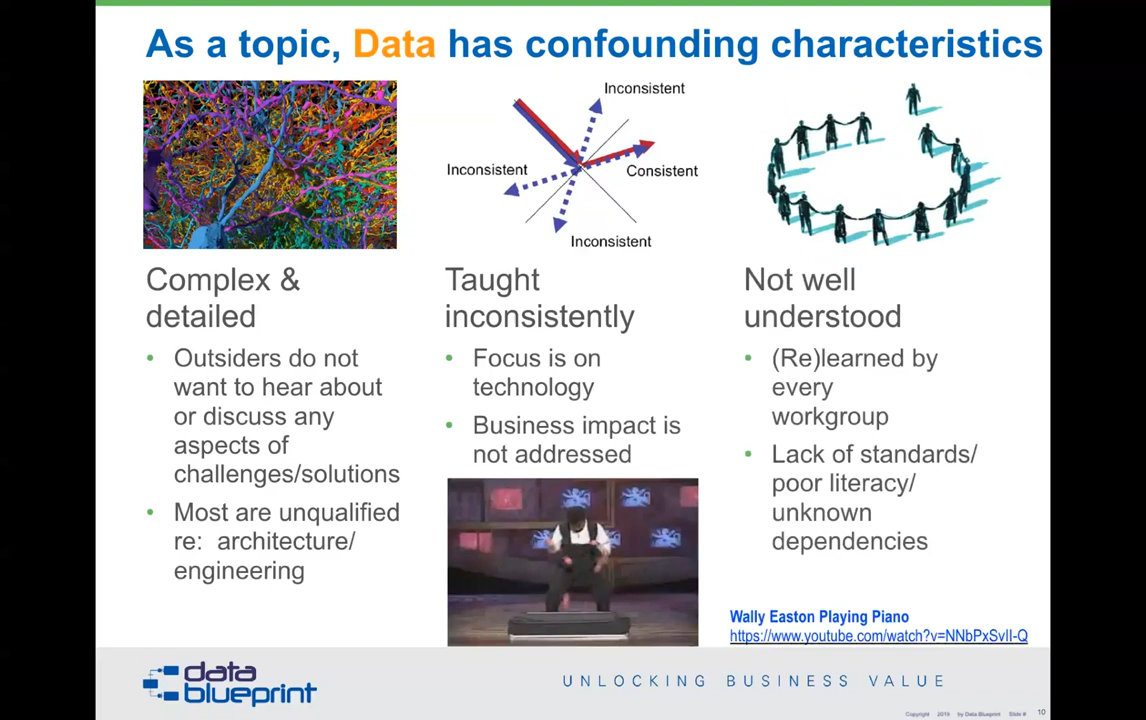 As a topic, Data has confounding characteristics
Inconsistent
Inconsistent
Consistent
Inconsistent
Complex &
detailed
• Outsiders do not
want to hear about
or discuss any
aspects of
challenges/solutions
• Most are unqualified
re: architecture/
engineering
Taught
inconsistently
• Focus is on
technology
• Business impact is
not addressed
Not well
understood
• (Re)learned by
every
workgroup
• Lack of standards/
poor literacy/
unknown
dependencies
Wally Easton Playing Piano
https://www.youtube.com/watch?v=NNbPxSvII-Q
data
blueprint
UNLOCKING BUSINESS VALUE
Copyright 2019 by Data Blueprint Slide # 10